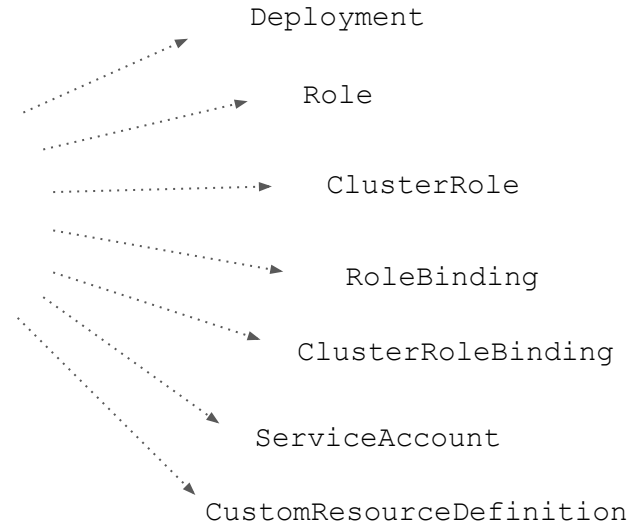 Deployment
Role
ClusterRole
RoleBinding
ClusterRoleBinding
ServiceAccount
CustomResourceDefinition